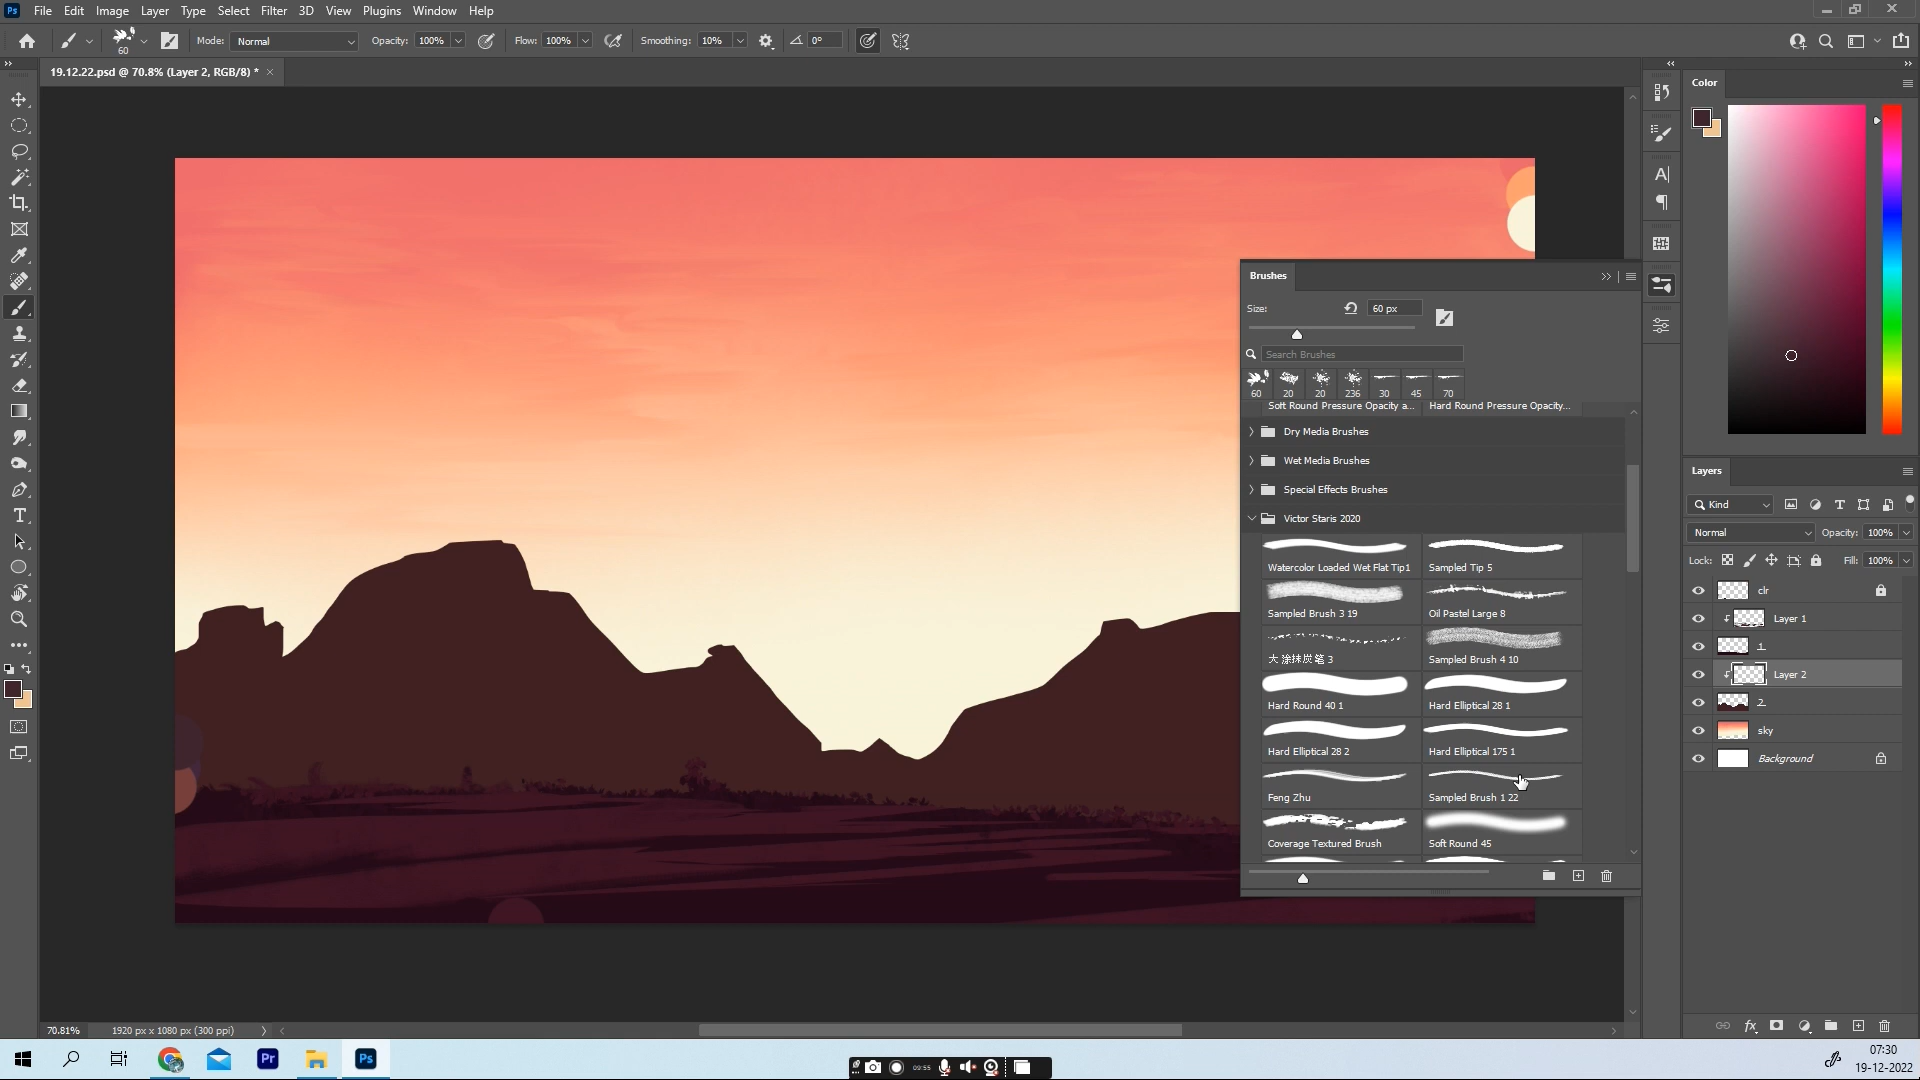 Ps File Edit Image Layer Type Select Filter 3D View Plugins Window Help
60 Mode: Normal Opacity: 100% Flow: 100% Smoothing: 10% 0°
19.12.22.psd @ 70.8% (Layer 2, RGB/8) *
Color
Brushes
Size: 60 px
Search Brushes
60 20 20 236 30 45 70
Soft Round Pressure Opacity a... Hard Round Pressure Opacity...
Dry Media Brushes
Wet Media Brushes
Special Effects Brushes
Victor Staris 2020
Watercolor Loaded Wet Flat Tip1 Sampled Tip 5
Sampled Brush 3 19 Oil Pastel Large 8
大 涂抹炭笔 3 Sampled Brush 4 10
Hard Round 40 1 Hard Elliptical 28 1
Hard Elliptical 28 2 Hard Elliptical 175 1
Feng Zhu Sampled Brush 1 22
Coverage Textured Brush Soft Round 45
Layers
Kind
Normal Opacity: 100%
Lock: Fill: 100%
clr
Layer 1
1
Layer 2
2
sky
Background
70.81% 1920 px x 1080 px (300 ppi)
Pr Ps
09:55
07:30
19-12-2022